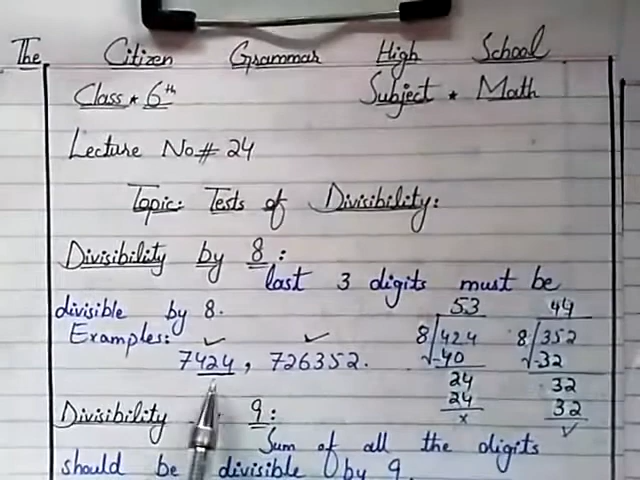 The Citizen Grammar High School
Class * 6th Subject * Math
Lecture No# 24
Topic: Tests of Divisibility:
Divisibility by 8:
last 3 digits must be
divisible by 8.
Examples:
7424, 726352.
53
8/424
-40
24
24
x
44
8/352
-32
32
32
✓
Divisibility 9:
Sum of all the digits
should be divisible by 9.